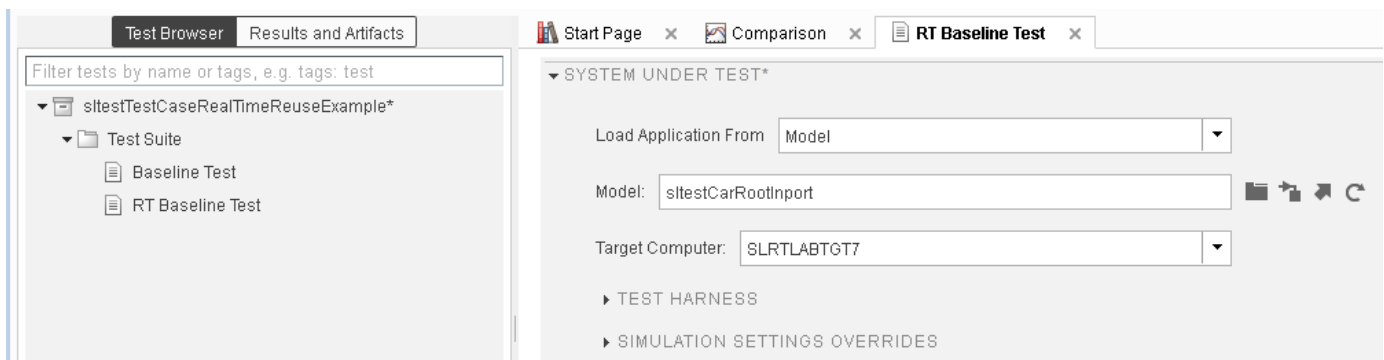 Test Browser Results and Artifacts
Filter tests by name or tags, e.g. tags: test
sltestTestCaseRealTimeReuseExample*
Test Suite
Baseline Test
RT Baseline Test
Start Page Comparison RT Baseline Test
SYSTEM UNDER TEST*
Load Application From Model
Model: sltestCarRootInport
Target Computer: SLRTLABTGT7
TEST HARNESS
SIMULATION SETTINGS OVERRIDES